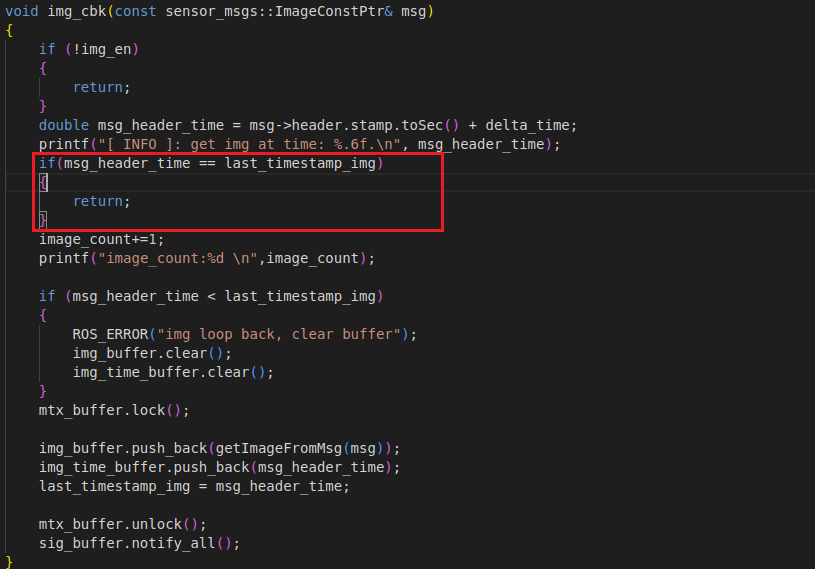 void img_cbk(const sensor_msgs::ImageConstPtr& msg)
{
    if (!img_en)
    {
        return;
    }
    double msg_header_time = msg->header.stamp.toSec() + delta_time;
    printf("[ INFO ]: get img at time: %.6f.\n", msg_header_time);
    if(msg_header_time == last_timestamp_img)
    {
        return;
    }
    image_count+=1;
    printf("image_count:%d \n",image_count);

    if (msg_header_time < last_timestamp_img)
    {
        ROS_ERROR("img loop back, clear buffer");
        img_buffer.clear();
        img_time_buffer.clear();
    }
    mtx_buffer.lock();

    img_buffer.push_back(getImageFromMsg(msg));
    img_time_buffer.push_back(msg_header_time);
    last_timestamp_img = msg_header_time;

    mtx_buffer.unlock();
    sig_buffer.notify_all();
}